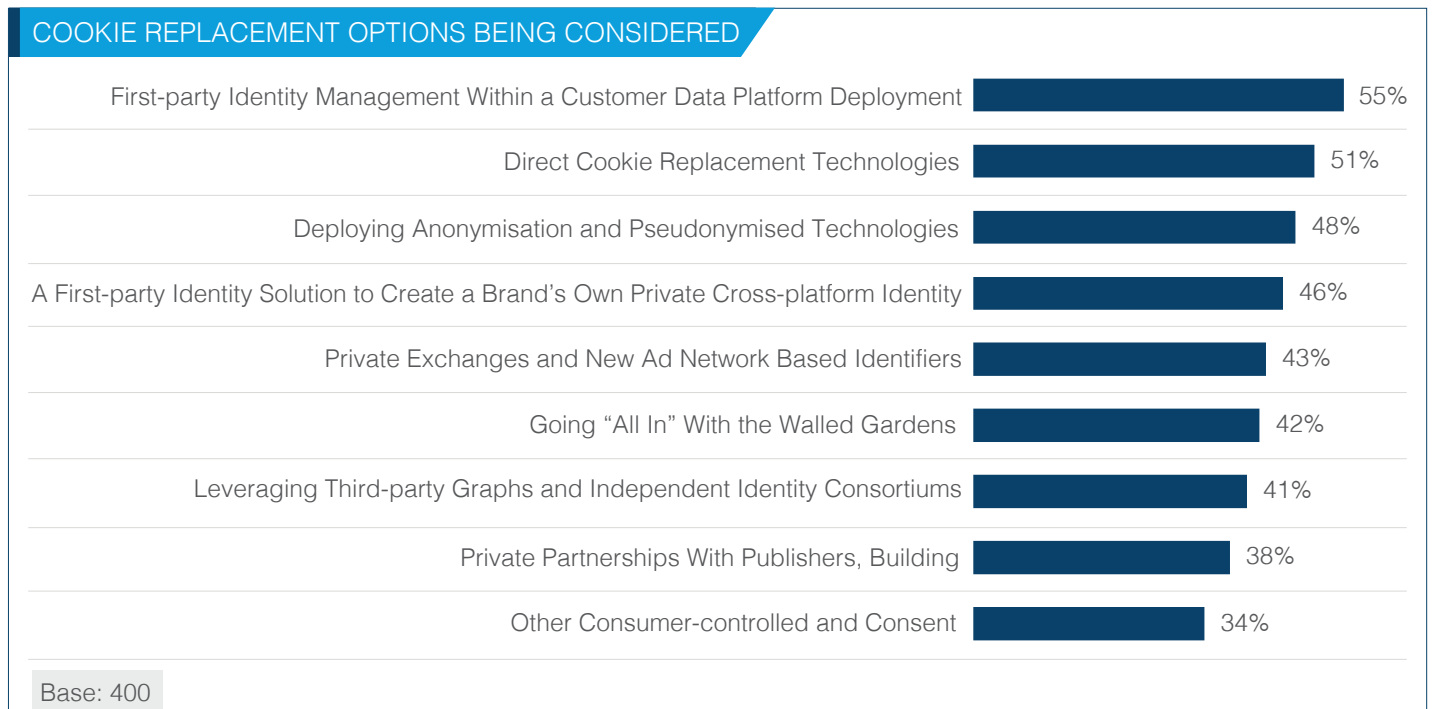 COOKIE REPLACEMENT OPTIONS BEING CONSIDERED
First-party Identity Management Within a Customer Data Platform Deployment 55%
Direct Cookie Replacement Technologies 51%
Deploying Anonymisation and Pseudonymised Technologies 48%
A First-party Identity Solution to Create a Brand’s Own Private Cross-platform Identity 46%
Private Exchanges and New Ad Network Based Identifiers 43%
Going “All In” With the Walled Gardens 42%
Leveraging Third-party Graphs and Independent Identity Consortiums 41%
Private Partnerships With Publishers, Building 38%
Other Consumer-controlled and Consent 34%
Base: 400